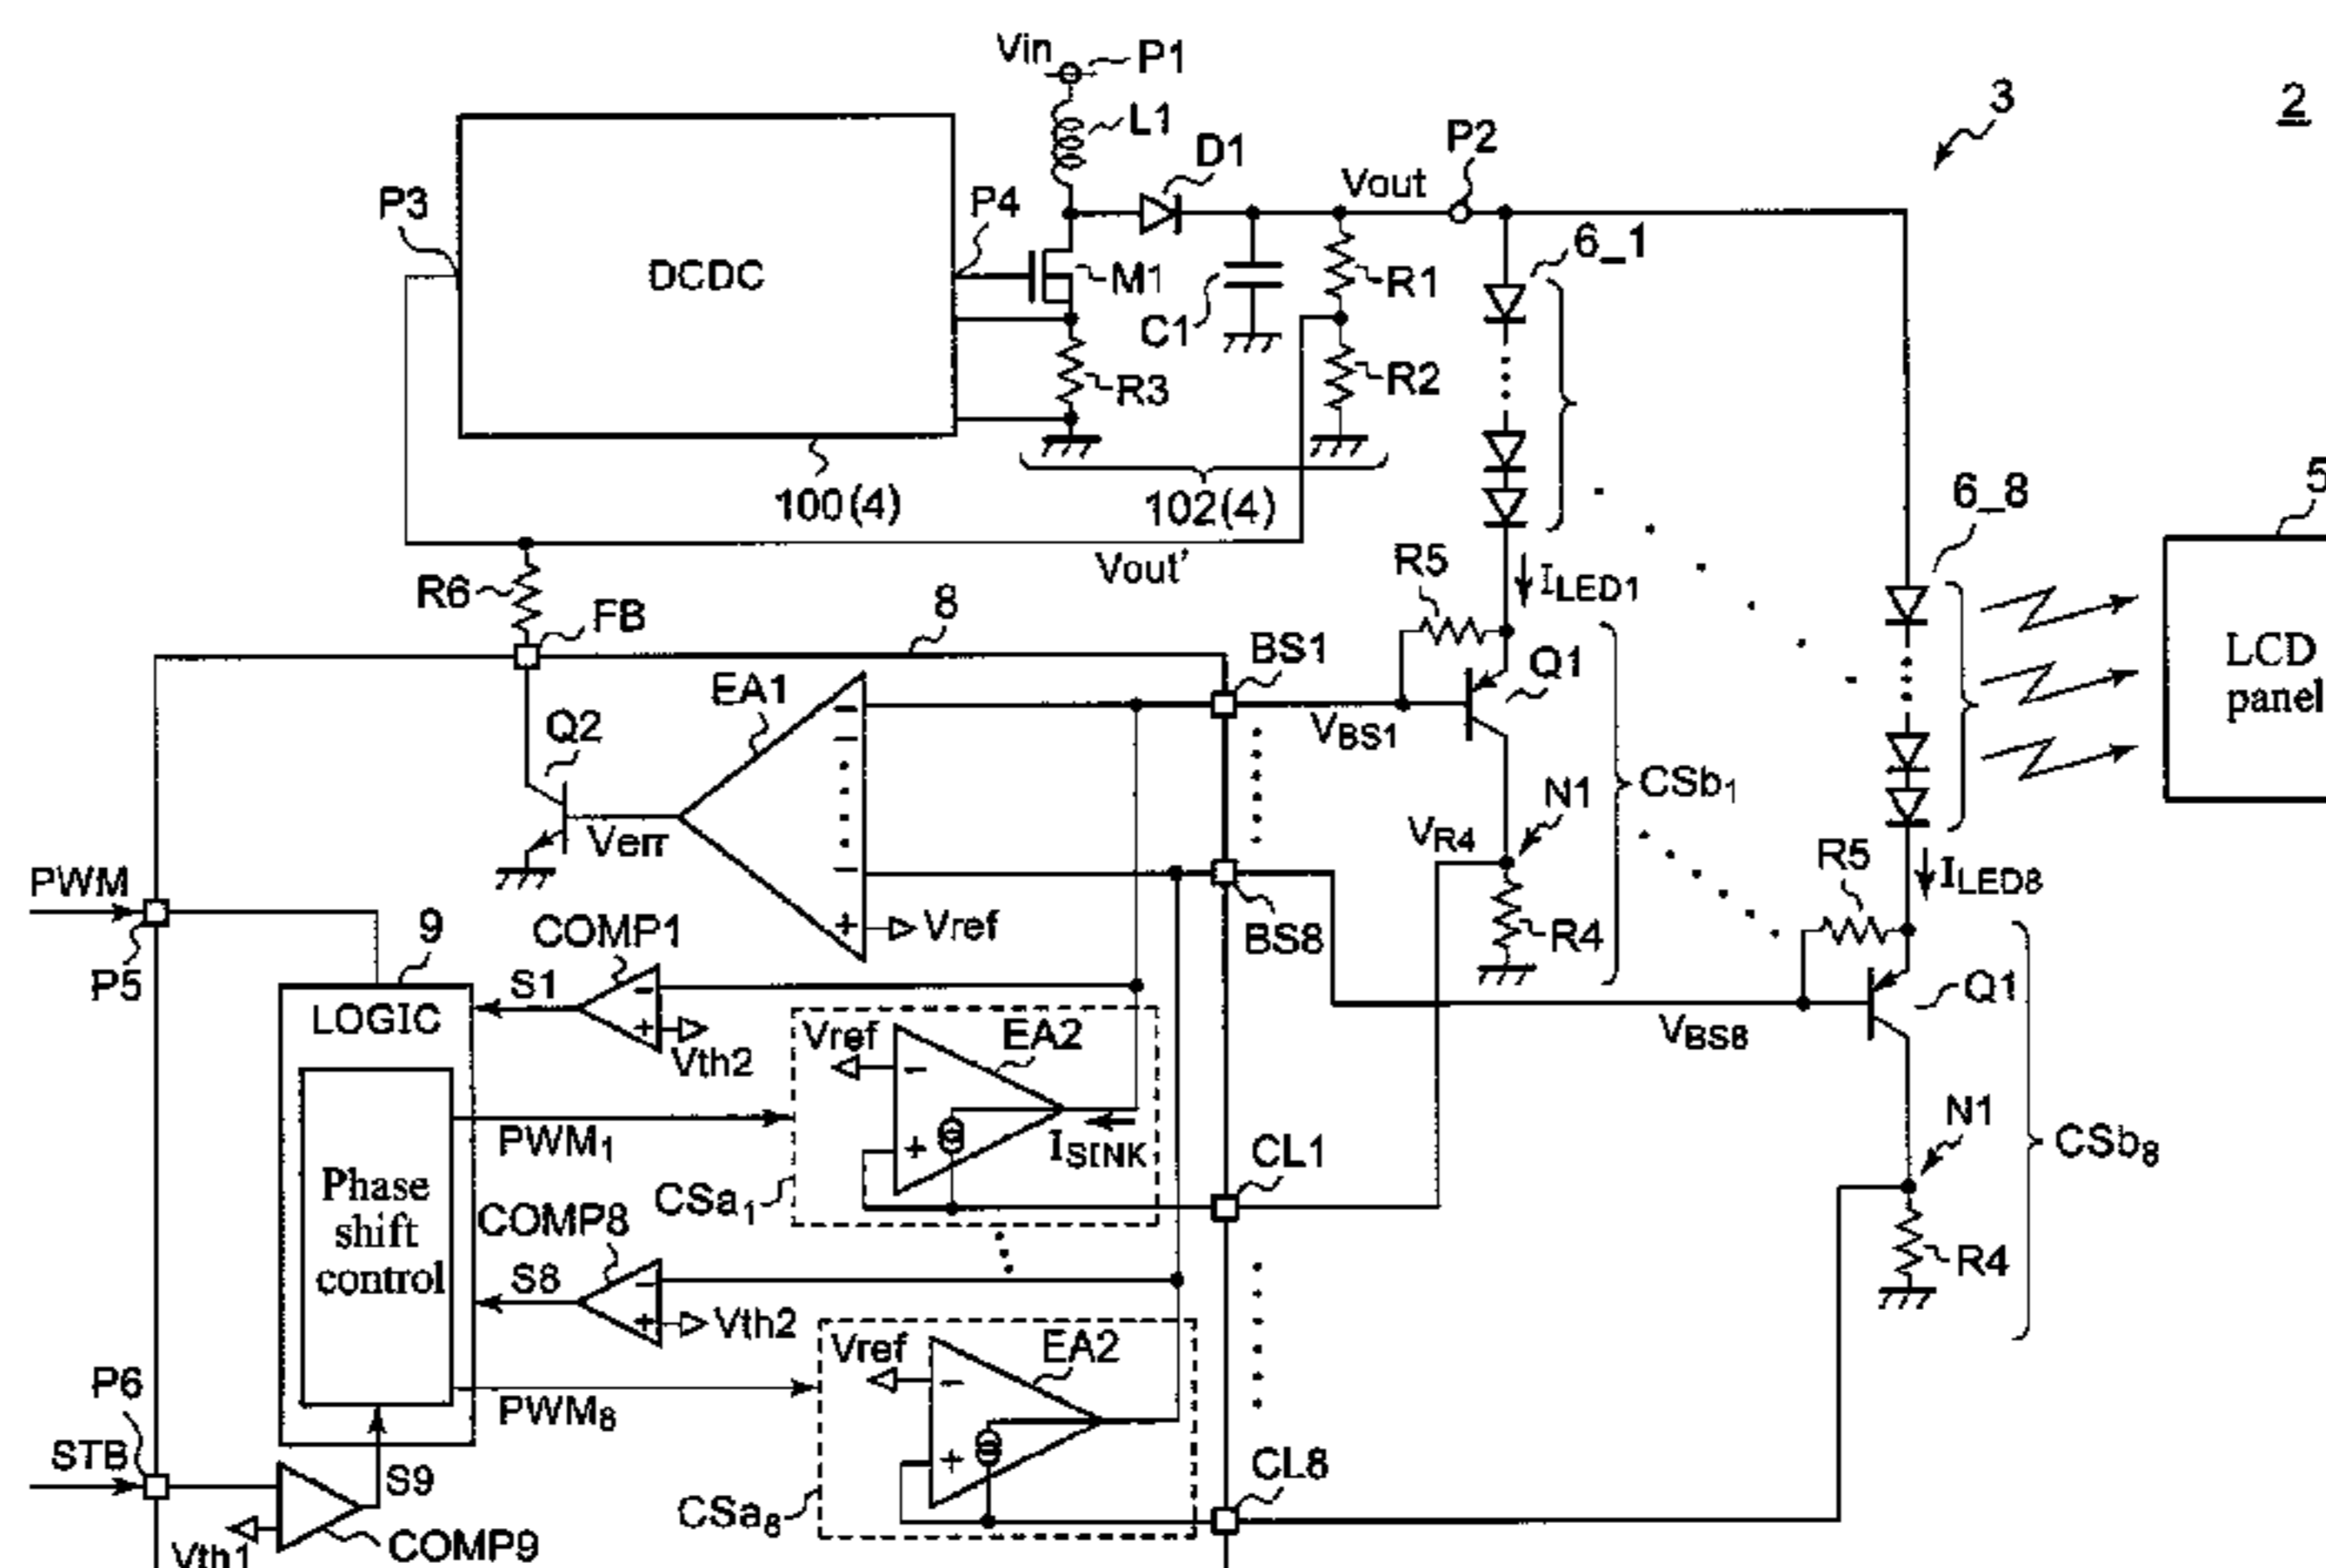 Vin
P1
3
2
L1
D1
P2
Vout
P3
P4
6_1
DCDC
M1
R1
C1
R3
R2
100(4)
102(4)
5
6_8
Vout'
R5
ILED1
R6
FB
8
BS1
Q1
LCD
panel
EA1
Q2
VBS1
CSb1
N1
VR4
Verr
R5
PWM
ILED8
9
COMP1
Vref
BS8
R4
P5
S1
Q1
LOGIC
Vref
EA2
VBS8
Vth2
PWM1
ISINK
CL1
N1
CSb8
Phase
shift
control
CSa1
COMP8
S8
R4
Vth2
Vref
EA2
P6
PWM8
STB
S9
CL8
CSa8
Vth1
COMP9